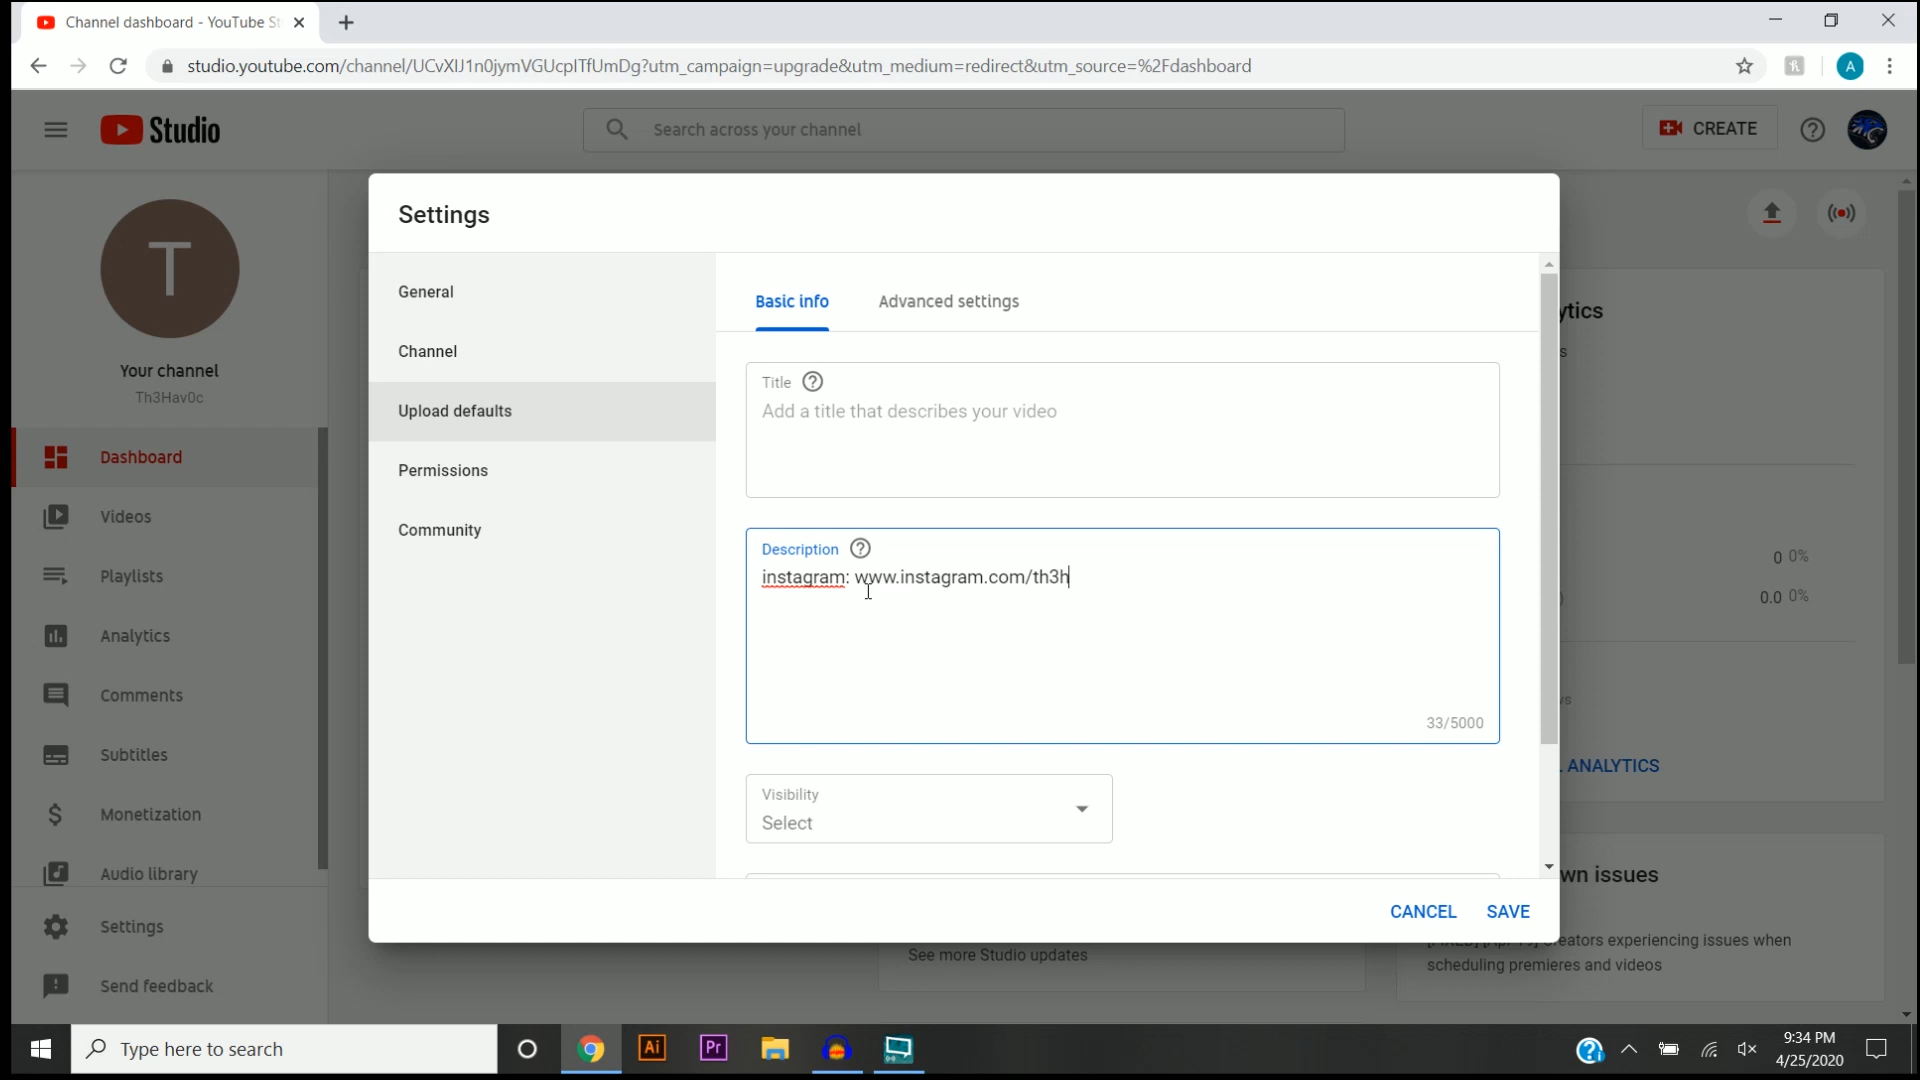 Channel dashboard - YouTube St
studio.youtube.com/channel/UCvXIJ1n0jymVGUcpITfUmDg?utm_campaign=upgrade&utm_medium=redirect&utm_source=%2Fdashboard
A
Studio
Search across your channel
CREATE
T
Your channel
Th3Hav0c
Dashboard
Videos
Playlists
Analytics
Comments
Subtitles
Monetization
Audio library
Settings
Send feedback
Settings
General
Channel
Upload defaults
Permissions
Community
Basic info
Advanced settings
Title
Add a title that describes your video
Description
instagram: www.instagram.com/th3h
33/5000
Visibility
Select
CANCEL
SAVE
ytics
s
0 0%
0.0 0%
ANALYTICS
wn issues
eators experiencing issues when
scheduling premieres and videos
See more Studio updates
Type here to search
Ai
Pr
9:34 PM
4/25/2020